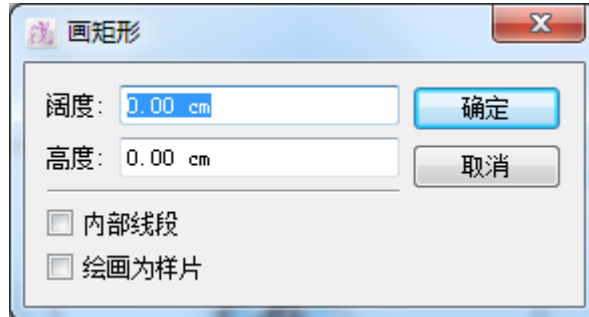 画矩形
阔度: 0.00 cm
确定
高度: 0.00 cm
取消
内部线段
绘画为样片